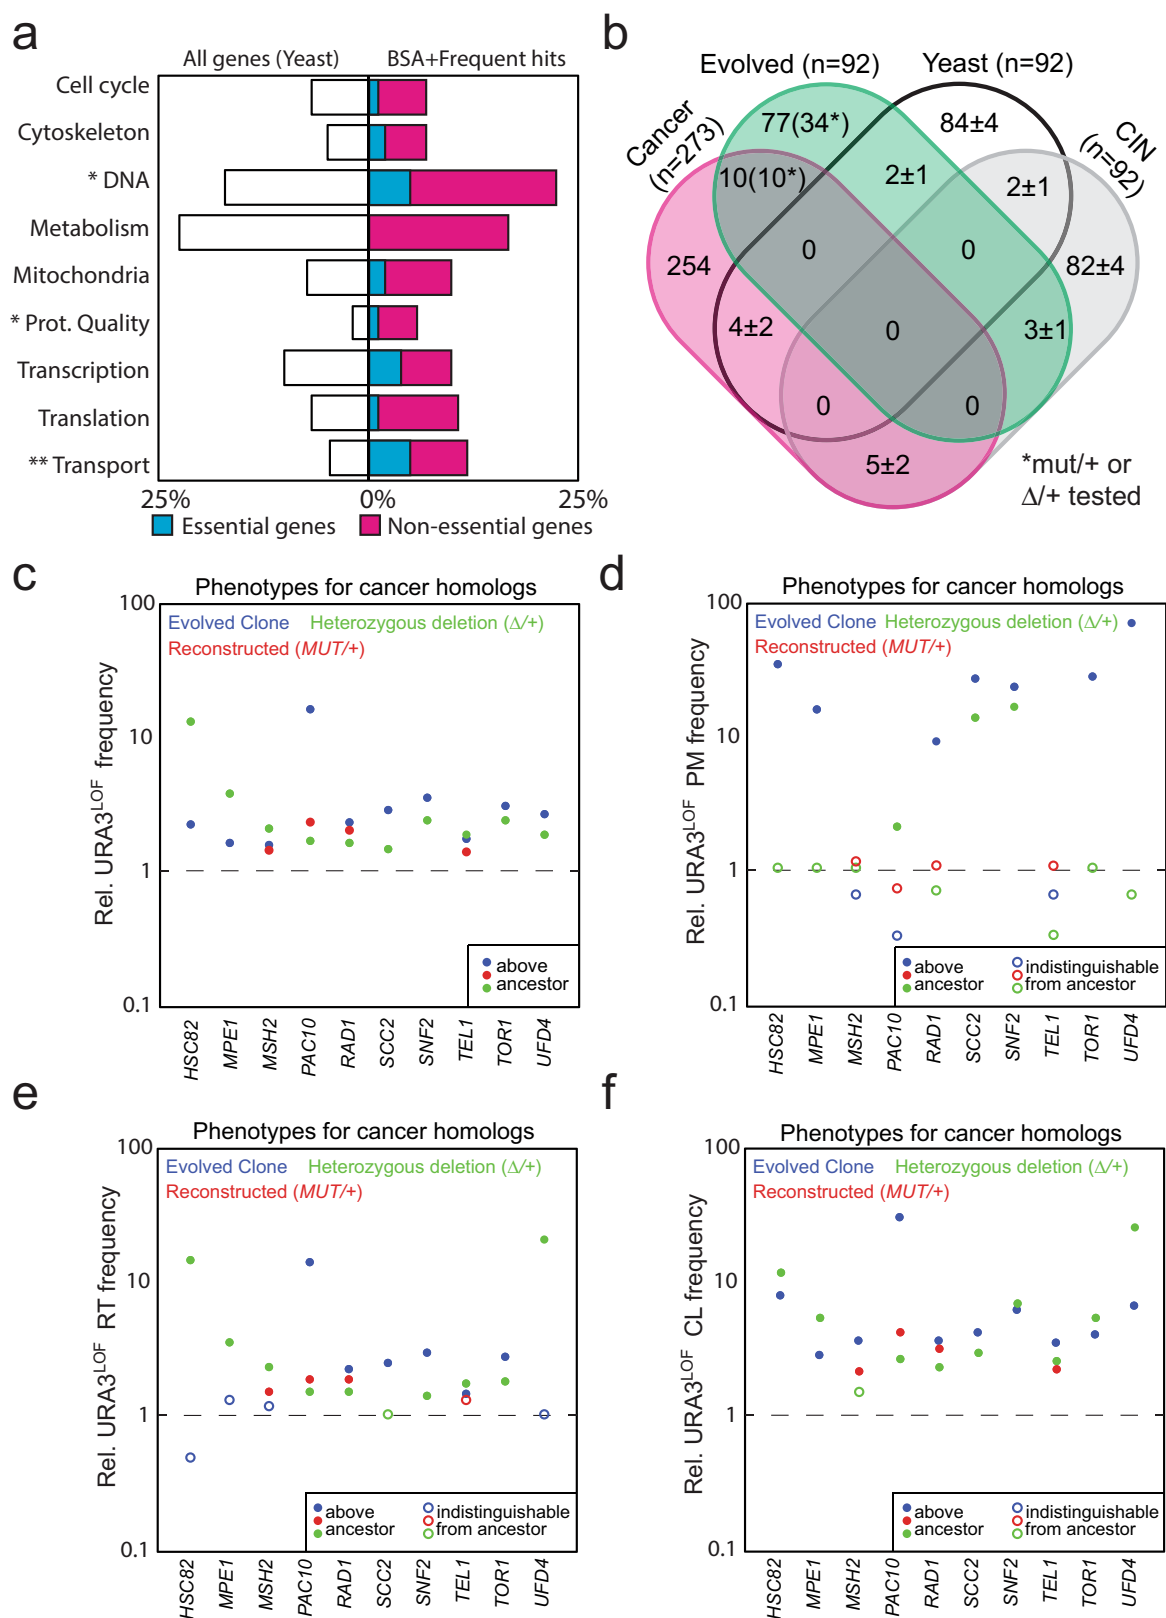 a
All genes (Yeast) BSA+Frequent hits
Cell cycle
Cytoskeleton
* DNA
Metabolism
Mitochondria
* Prot. Quality
Transcription
Translation
** Transport
25% 0% 25%
Essential genes Non-essential genes
b
Evolved (n=92) Yeast (n=92)
Cancer
(n=273)
CIN
(n=92)
77(34*) 84±4
10(10*) 2±1 2±1
254 0 0 82±4
4±2 0 3±1
0 0
5±2
*mut/+ or
Δ/+ tested
c
Phenotypes for cancer homologs
Evolved Clone Heterozygous deletion (Δ/+)
Reconstructed (MUT/+)
Rel. URA3LOF frequency
100
10
1
0.1
above
ancestor
HSC82 MPE1 MSH2 PAC10 RAD1 SCC2 SNF2 TEL1 TOR1 UFD4
d
Phenotypes for cancer homologs
Evolved Clone Heterozygous deletion (Δ/+)
Reconstructed (MUT/+)
Rel. URA3LOF PM frequency
100
10
1
0.1
above indistinguishable
ancestor from ancestor
HSC82 MPE1 MSH2 PAC10 RAD1 SCC2 SNF2 TEL1 TOR1 UFD4
e
Phenotypes for cancer homologs
Evolved Clone Heterozygous deletion (Δ/+)
Reconstructed (MUT/+)
Rel. URA3LOF RT frequency
100
10
1
0.1
above indistinguishable
ancestor from ancestor
HSC82 MPE1 MSH2 PAC10 RAD1 SCC2 SNF2 TEL1 TOR1 UFD4
f
Phenotypes for cancer homologs
Evolved Clone Heterozygous deletion (Δ/+)
Reconstructed (MUT/+)
Rel. URA3LOF CL frequency
100
10
1
0.1
above indistinguishable
ancestor from ancestor
HSC82 MPE1 MSH2 PAC10 RAD1 SCC2 SNF2 TEL1 TOR1 UFD4